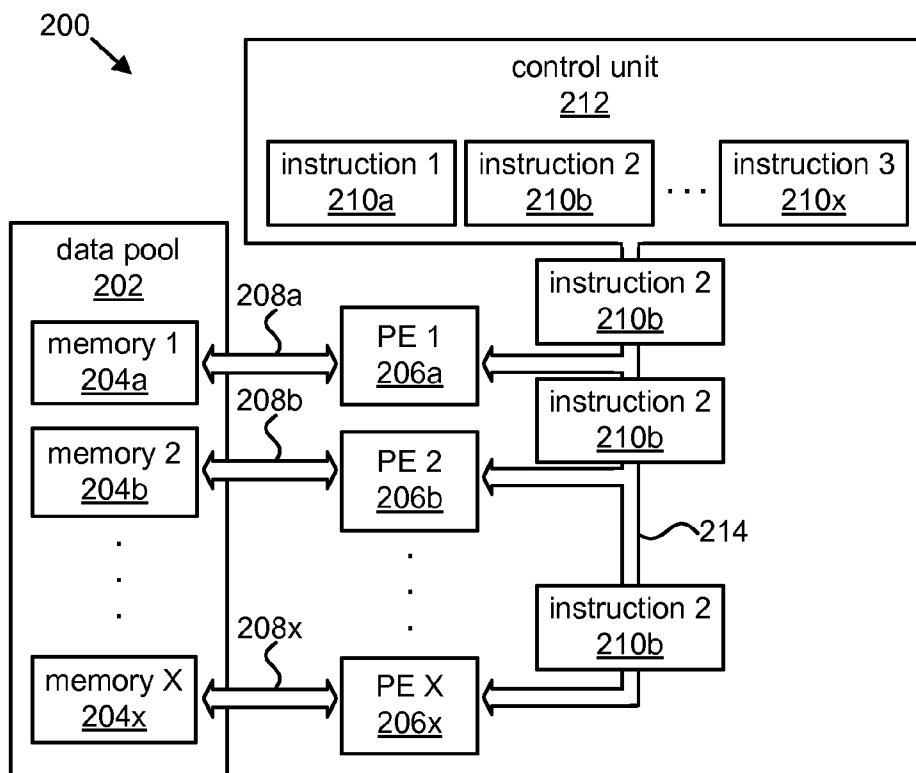 200
control unit
212
instruction 1
210a
instruction 2
210b
. . .
instruction 3
210x
data pool
202
memory 1
204a
208a
PE 1
206a
instruction 2
210b
memory 2
204b
208b
PE 2
206b
instruction 2
210b
214
memory X
204x
208x
PE X
206x
instruction 2
210b